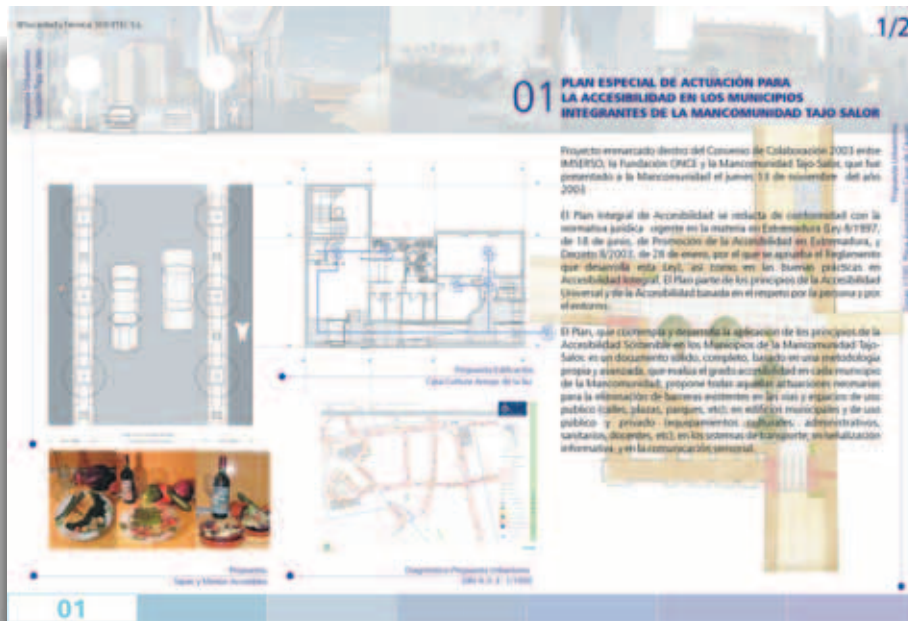 1/2
01
PLAN ESPECIAL DE ACTUACIÓN PARA
LA ACCESIBILIDAD EN LOS MUNICIPIOS
INTEGRANTES DE LA MANCOMUNIDAD TAJO SALOR
Proyecto enmarcado dentro del Convenio de Colaboración 2003 entre
IMSERSO, la Fundación ONCE y la Mancomunidad Tajo-Salor, que fue
presentado a la Mancomunidad el jueves 13 de noviembre del año
2003
El Plan Integral de Accesibilidad se redacta de conformidad con la
normativa jurídica vigente en la materia en Extremadura (Ley 8/1997,
de 18 de junio, de Promoción de la Accesibilidad en Extremadura, y
Decreto 8/2003, de 28 de enero, por el que se aprueba el Reglamento
que desarrolla esta Ley), así como en las buenas prácticas en
Accesibilidad Integral. El Plan parte de los principios de la Accesibilidad
Universal y de la Accesibilidad basada en el respeto por la persona y por
el entorno.
El Plan, que contempla y desarrolla la aplicación de los principios de la
Accesibilidad Sostenible en los Municipios de la Mancomunidad Tajo-
Salor, es un documento sólido, completo, basado en una metodología
propia y avanzada, que evalúa el grado accesibilidad en cada municipio
de la Mancomunidad; propone todas aquellas actuaciones necesarias
para la eliminación de barreras existentes en las vías y espacios de uso
público (calles, plazas, parques, etc); en edificios municipales y de uso
público y privado (equipamientos culturales, administrativos,
sanitarios, docentes, etc); en los sistemas de transporte, en señalización
informativa y en la comunicación sensorial.
Propuesta Edificación
Casa Cultura Arroyo de la Luz
Propuestas
Tapas y Menús Accesibles
Diagnóstico-Propuesta Urbanismo
01